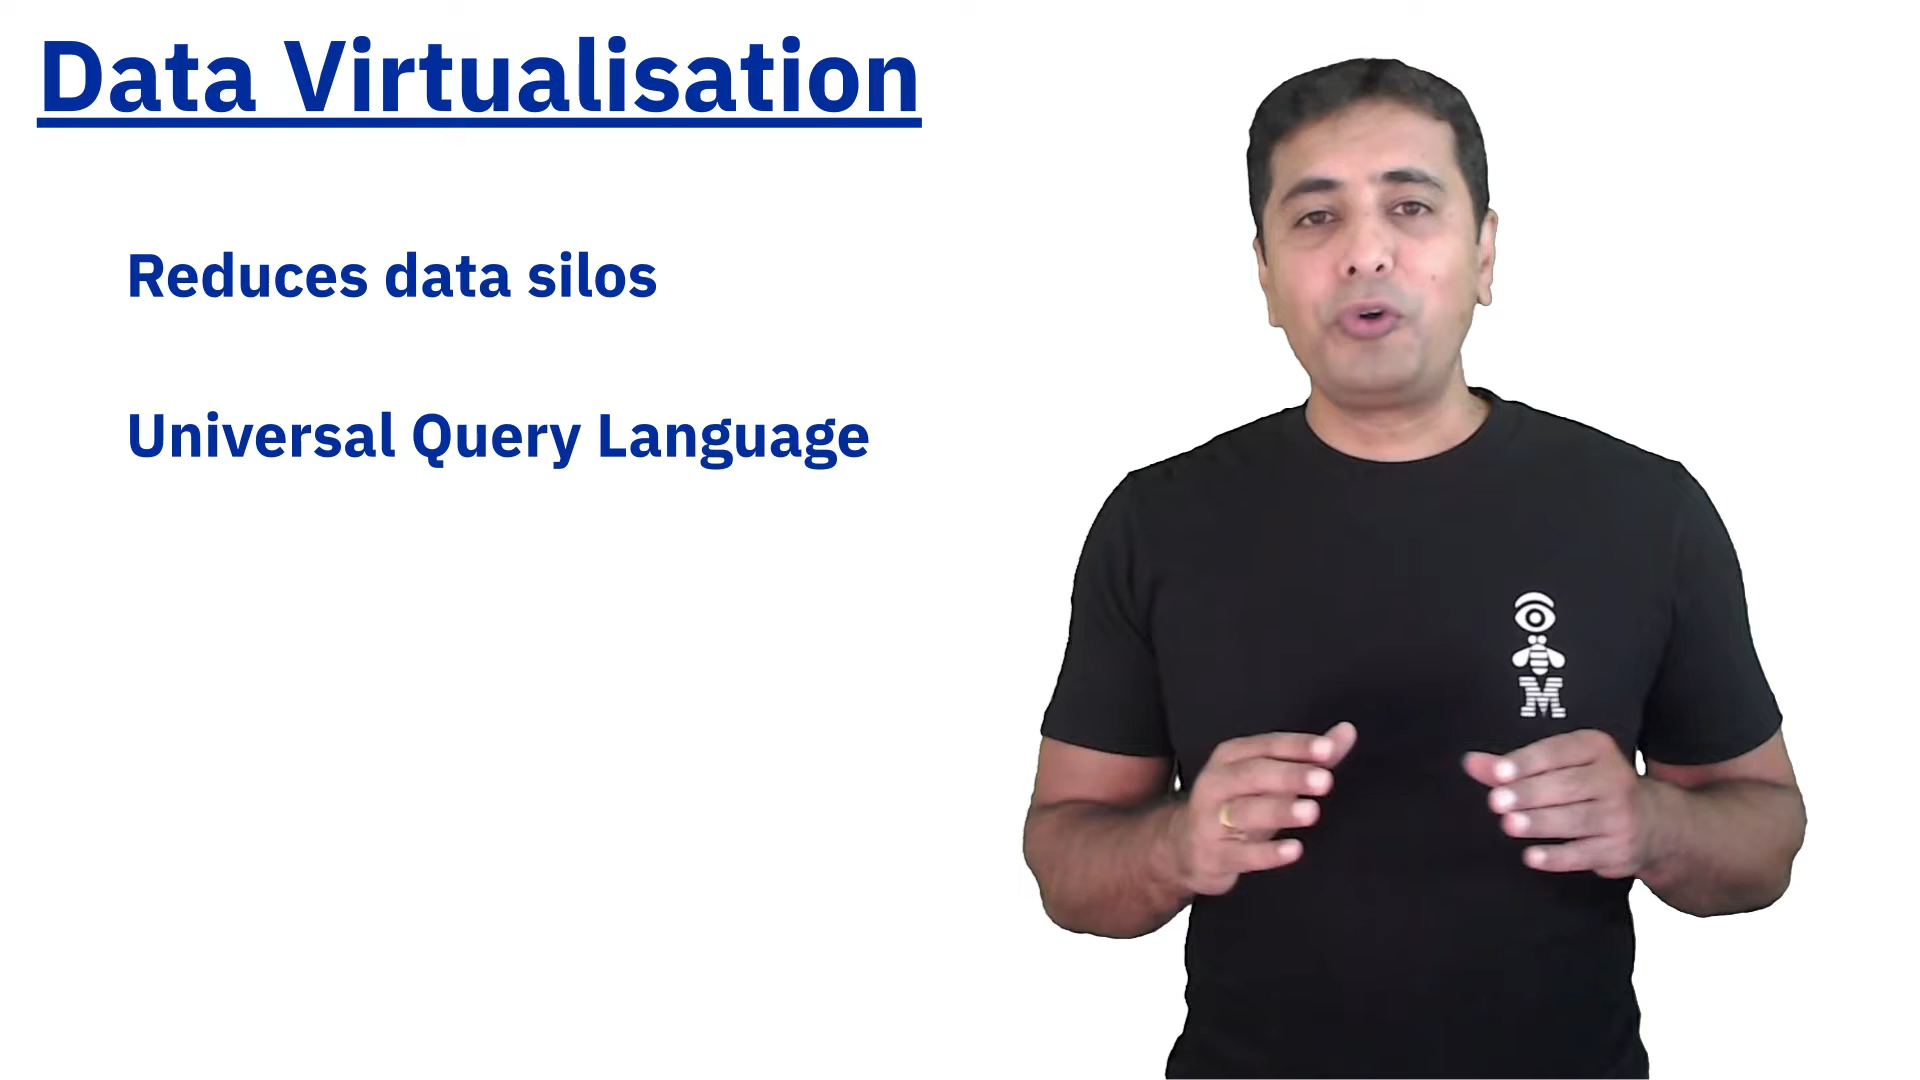 Data Virtualisation
Reduces data silos
Universal Query Language
M